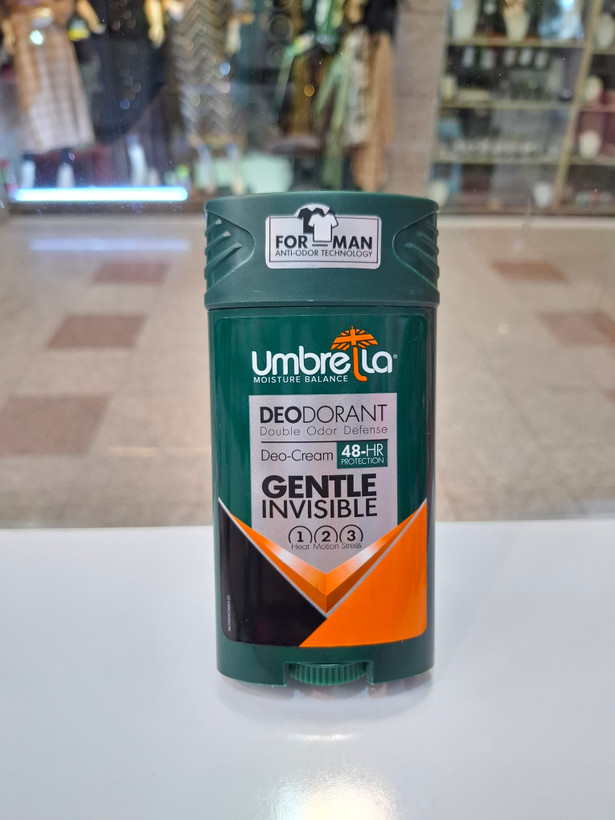 FOR MAN
ANTI-ODOR TECHNOLOGY
umbrella®
MOISTURE BALANCE
DEODORANT
Double Odor Defense
Deo-Cream 48-HR
PROTECTION
GENTLE
INVISIBLE
1 2 3
Heat Motion Stress